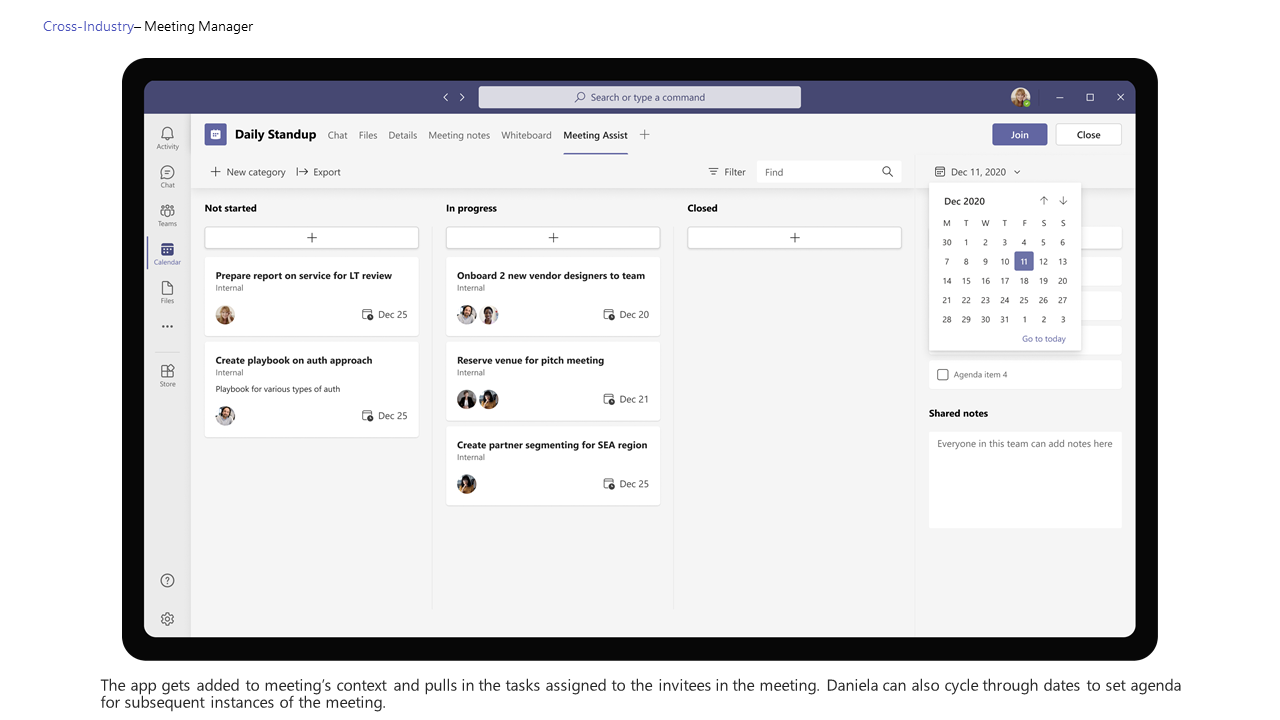 Cross-Industry– Meeting Manager
Search or type a command
Activity
Chat
Teams
Calendar
Files
Store
Daily Standup Chat Files Details Meeting notes Whiteboard Meeting Assist Join Close
New category Export Filter Find Dec 11, 2020
Not started
Prepare report on service for LT review
Internal
Dec 25
Create playbook on auth approach
Internal
Playbook for various types of auth
Dec 25
In progress
Onboard 2 new vendor designers to team
Internal
Dec 20
Reserve venue for pitch meeting
Internal
Dec 21
Create partner segmenting for SEA region
Internal
Dec 25
Closed
Dec 2020
M T W T F S S
30 1 2 3 4 5 6
7 8 9 10 11 12 13
14 15 16 17 18 19 20
21 22 23 24 25 26 27
28 29 30 31 1 2 3
Go to today
Agenda item 4
Shared notes
Everyone in this team can add notes here
The app gets added to meeting’s context and pulls in the tasks assigned to the invitees in the meeting. Daniela can also cycle through dates to set agenda
for subsequent instances of the meeting.